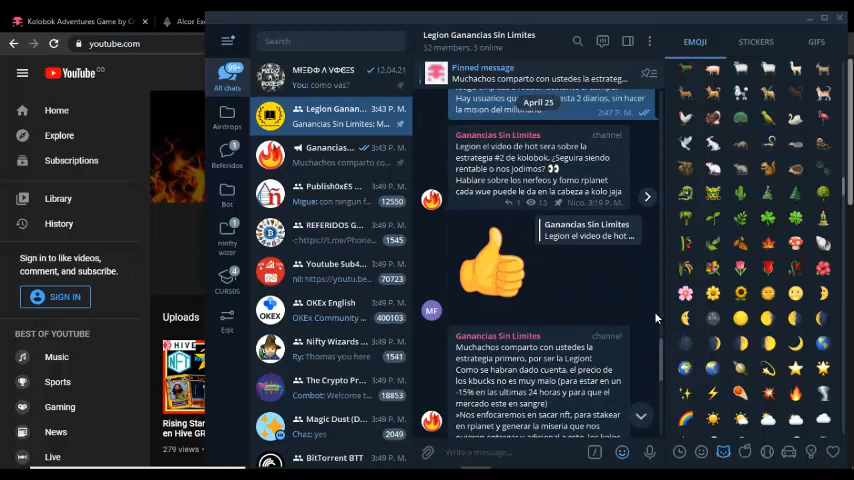 Kolobok Adventures Game by C
Alcor Ex
youtube.com
YouTube CO
Home
Explore
Subscriptions
Library
History
Sign in to like videos,
comment, and subscribe.
SIGN IN
BEST OF YOUTUBE
Music
Sports
Gaming
News
Live
Uploads
HIVE
NFT
Rising Star
en Hive GR
279 views
99+
All chats
Airdrops
Referidos
Bot
1
ninfty
wizar
4
CURSOS
Edit
Search
12.04.21
You: como vas?
Legion Ganan...
3:43 P. M.
Ganancias Sin Limites: M...
Ganancias...
3:43 P. M.
Muchachos comparto co...
Publish0xES ...
3:49 P. M.
Migue: con ningun f...
12550
REFERIDOS G...
3:49 P. M.
-: https://t.me/Phone...
1545
Youtube Sub4...
3:49 P. M.
nil: https://youtu.be...
70723
OKEx English
3:49 P. M.
OKEx Community ...
400103
Nifty Wizards ...
3:49 P. M.
Ry: Thomas you here
1541
The Crypto Pr...
3:49 P. M.
Combot: Welcome t...
18853
Magic Dust (D...
3:49 P. M.
Chaz: yes
2049
BitTorrent BTT
3:49 P. M.
Legion Ganancias Sin Limites
52 members, 3 online
Pinned message
Muchachos comparto con ustedes la estrateg...
April 25
Hay usuarios que
asta 2 diarios, sin hacer
la mision del millona
2:47 P. M.
Ganancias Sin Limites
channel
Legion el video de hot sera sobre la
estrategia #2 de kolobok. ¿Seguira siendo
rentable o nos jodimos? 👀
Hablare sobre los nerfeos y forno rplanet
cada wue puede le da en la cabeza a kolo jaja
1
13
Nico. 3:19 P. M.
Ganancias Sin Limites
Legion el video de hot ...
MF
Ganancias Sin Limites
channel
Muchachos comparto con ustedes la
estrategia primero, por ser la Legion!
Como se habran dado cuenta, el precio de
los kbucks no es muy malo (para estar en un
-15% en las ultimas 24 horas y para que el
mercado este en sangre)
»Nos enfocaremos en sacar nft, para stakear
en rplanet y generar la miseria que nos
Write a message...
EMOJI
STICKERS
GIFS